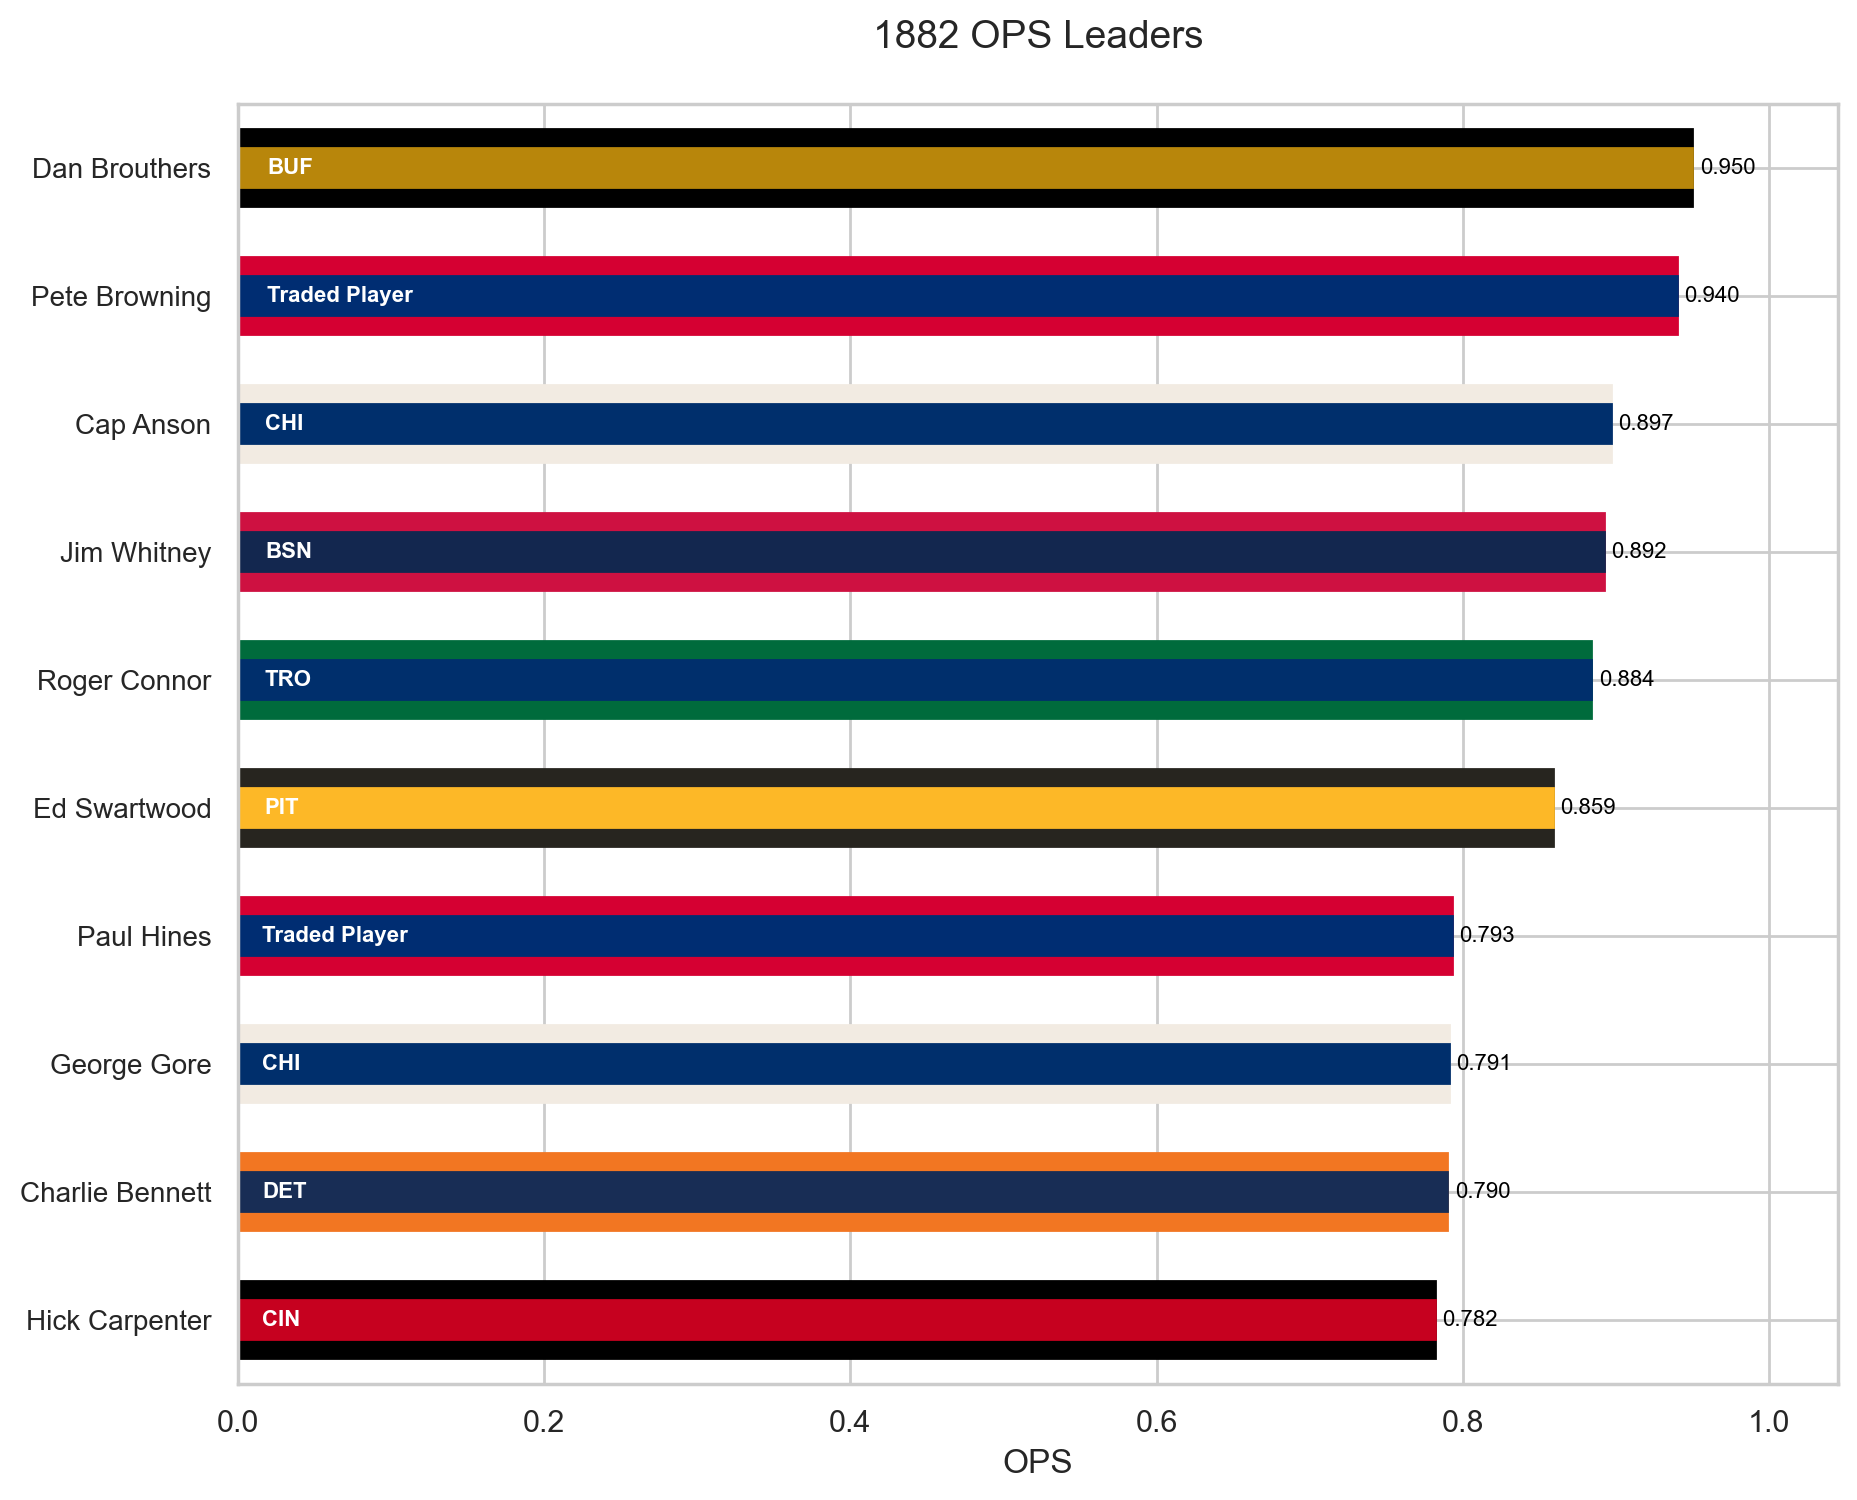 1882 OPS Leaders
Dan Brouthers BUF 0.950
Pete Browning Traded Player 0.940
Cap Anson CHI 0.897
Jim Whitney BSN 0.892
Roger Connor TRO 0.884
Ed Swartwood PIT 0.859
Paul Hines Traded Player 0.793
George Gore CHI 0.791
Charlie Bennett DET 0.790
Hick Carpenter CIN 0.782
0.0 0.2 0.4 0.6 0.8 1.0
OPS